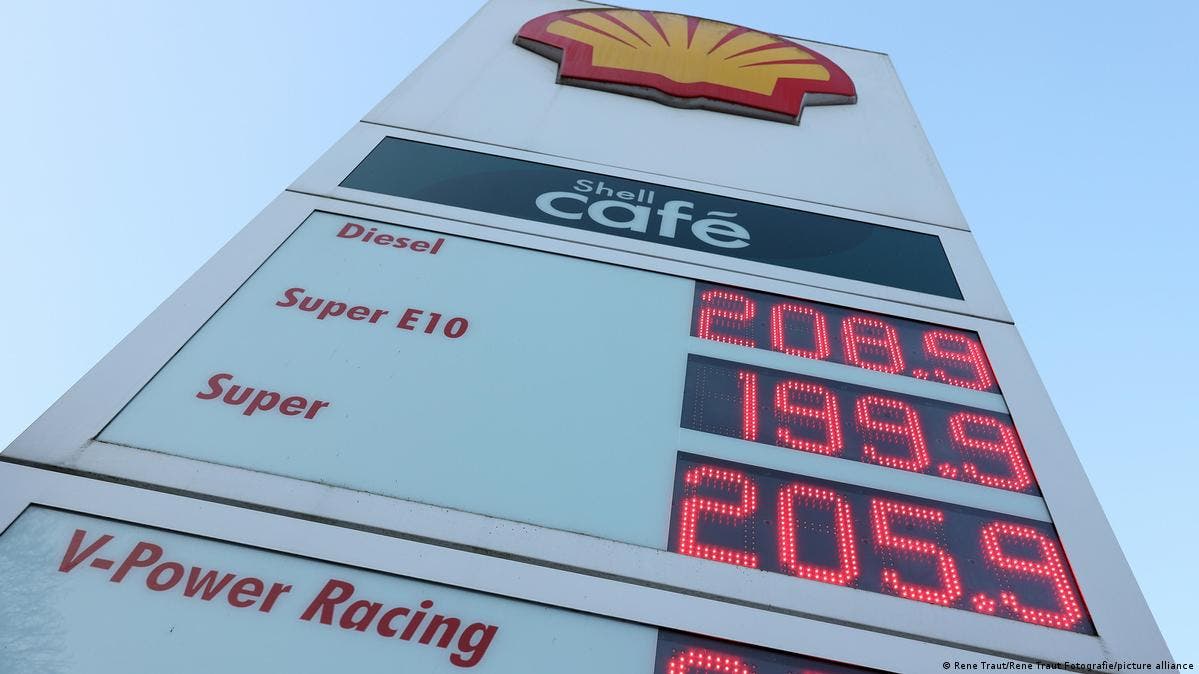 Shell
café
Diesel 208.9
Super E10 199.9
Super 205.9
V-Power Racing
© Rene Traut/Rene Traut Fotografie/picture alliance